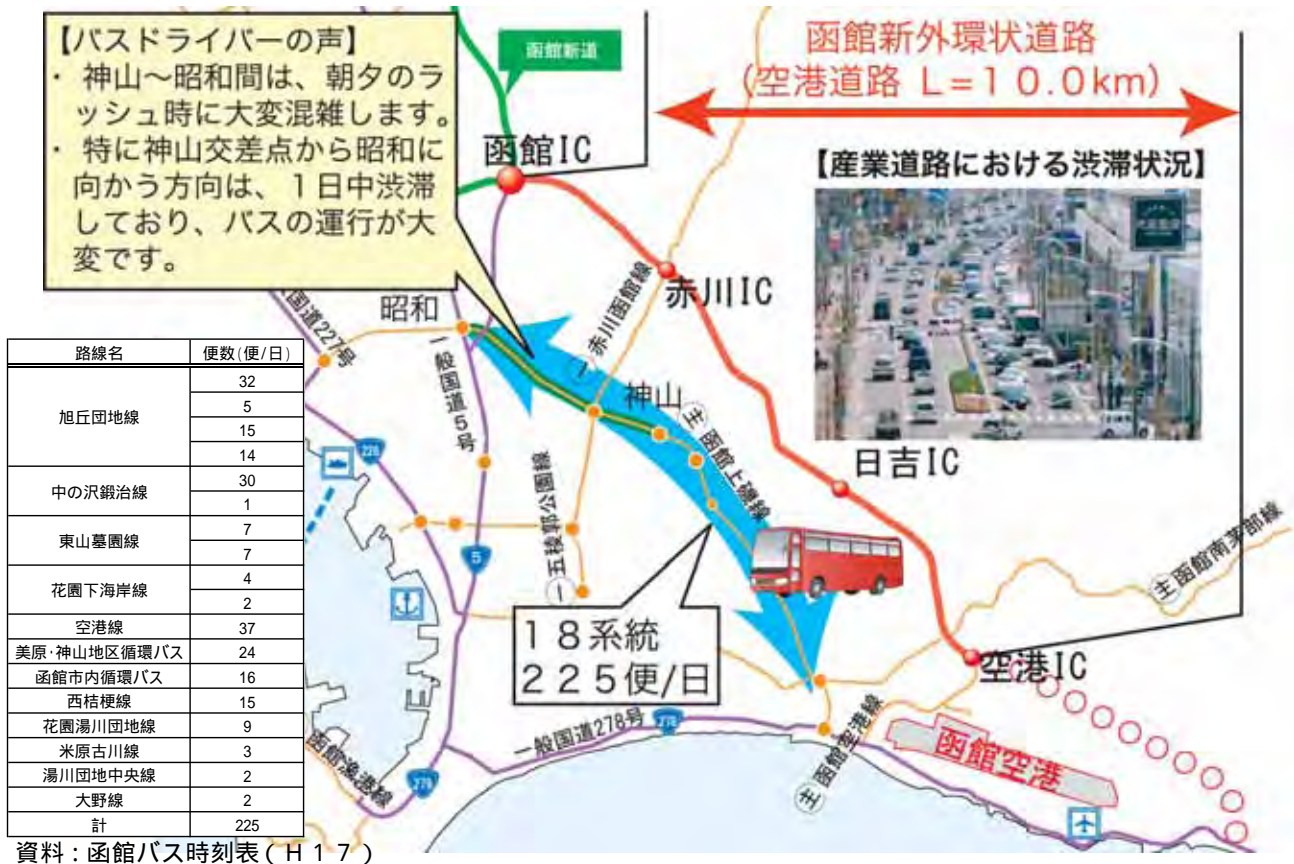 【バスドライバーの声】
・ 神山～昭和間は、朝夕のラ
ッシュ時に大変混雑します。
・ 特に神山交差点から昭和に
向かう方向は、１日中渋滞
しており、バスの運行が大
変です。
函館新道
函館新外環状道路
(空港道路 L=１０.０km)
函館IC
【産業道路における渋滞状況】
赤川IC
昭和
神山
日吉IC
空港IC
函館空港
国道227号
一般国道5号
一 赤川函館線
主 函館上磯線
一 五稜郭公園線
主 函館南茅部線
主 函館空港線
一般国道278号
函館漁港線
228
5
278
278
１８系統
２２５便/日
路線名 便数(便/日)
旭丘団地線 32
5
15
14
中の沢鍛治線 30
1
東山墓園線 7
7
花園下海岸線 4
2
空港線 37
美原･神山地区循環バス 24
函館市内循環バス 16
西桔梗線 15
花園湯川団地線 9
米原古川線 3
湯川団地中央線 2
大野線 2
計 225
資料：函館バス時刻表(Ｈ１７)